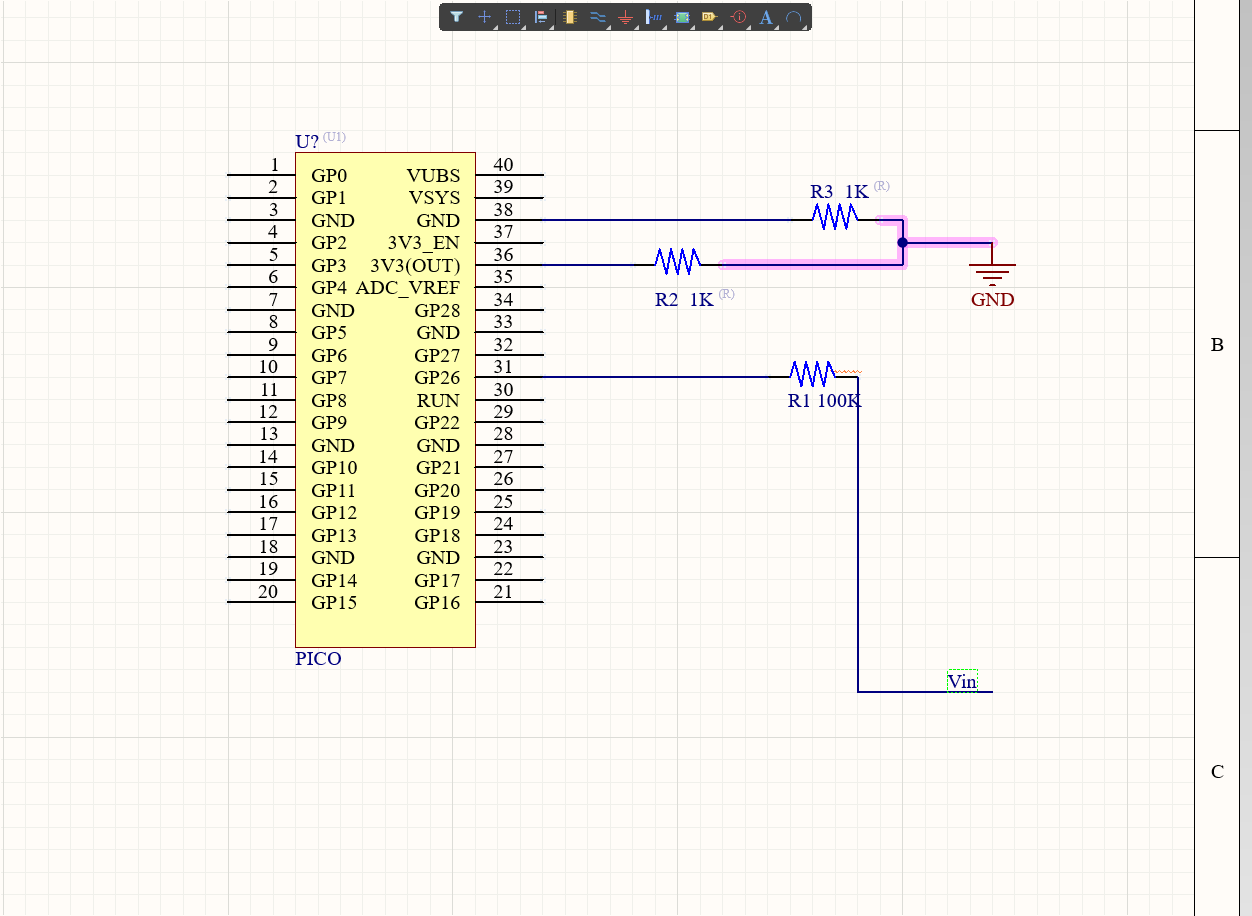 D1
A
U? (U1)
1 GP0 VUBS 40
2 GP1 VSYS 39
3 GND GND 38
4 GP2 3V3_EN 37
5 GP3 3V3(OUT) 36
6 GP4 ADC_VREF 35
7 GND GP28 34
8 GP5 GND 33
9 GP6 GP27 32
10 GP7 GP26 31
11 GP8 RUN 30
12 GP9 GP22 29
13 GND GND 28
14 GP10 GP21 27
15 GP11 GP20 26
16 GP12 GP19 25
17 GP13 GP18 24
18 GND GND 23
19 GP14 GP17 22
20 GP15 GP16 21
PICO
R3 1K (R)
R2 1K (R)
GND
R1 100K
Vin
B
C